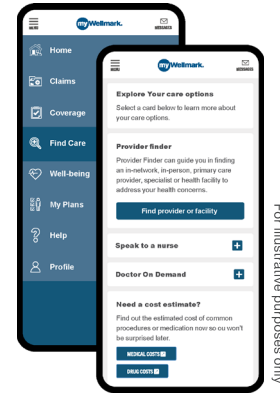 MENU
myWellmark.
MESSAGES
Home
Claims
Coverage
Find Care
Well-being
My Plans
Help
Profile
MENU
myWellmark.
MESSAGES
Explore Your care options
Select a card below to learn more about
your care options.
Provider finder
Provider Finder can guide you in finding
an in-network, in-person, primary care
provider, specialist or health facility to
address your health concerns.
Find provider or facility
Speak to a nurse
Doctor On Demand
Need a cost estimate?
Find out the estimated cost of common
procedures or medication now so ou won't
be surprised later.
MEDICAL COSTS
DRUG COSTS
For illustrative purposes only